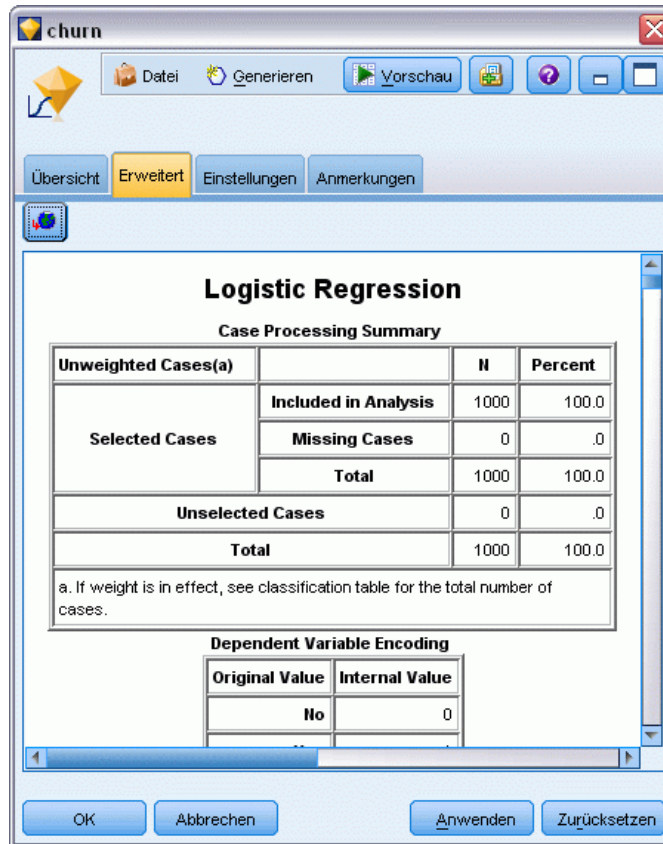 churn
Datei Generieren Vorschau
Übersicht Erweitert Einstellungen Anmerkungen
Logistic Regression
Case Processing Summary
Unweighted Cases(a) N Percent
Selected Cases Included in Analysis 1000 100.0
Missing Cases 0 .0
Total 1000 100.0
Unselected Cases 0 .0
Total 1000 100.0
a. If weight is in effect, see classification table for the total number of
cases.
Dependent Variable Encoding
Original Value Internal Value
No 0
OK Abbrechen Anwenden Zurücksetzen